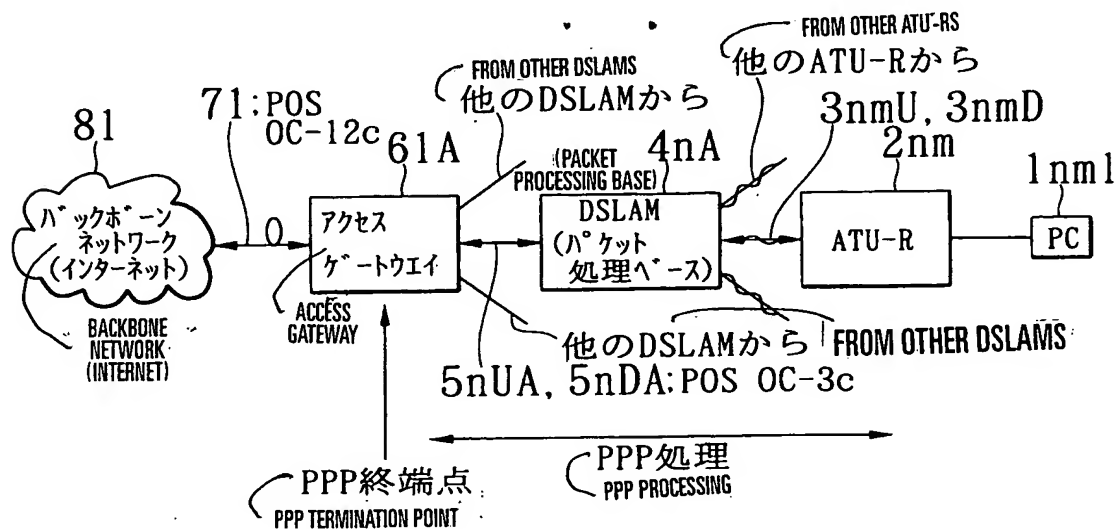 FROM OTHER ATU-RS
他のATU-Rから
FROM OTHER DSLAMS
他のDSLAMから
71:POS
OC-12c
81
61A
(PACKET
PROCESSING BASE)
4nA
3nmU, 3nmD
2nm
1nm1
バックボーン
ネットワーク
(インターネット)
アクセス
ゲートウエイ
DSLAM
(パケット
処理ベース)
ATU-R
PC
BACKBONE
NETWORK
(INTERNET)
ACCESS
GATEWAY
他のDSLAMから
FROM OTHER DSLAMS
5nUA, 5nDA:POS OC-3c
PPP終端点
PPP TERMINATION POINT
PPP処理
PPP PROCESSING